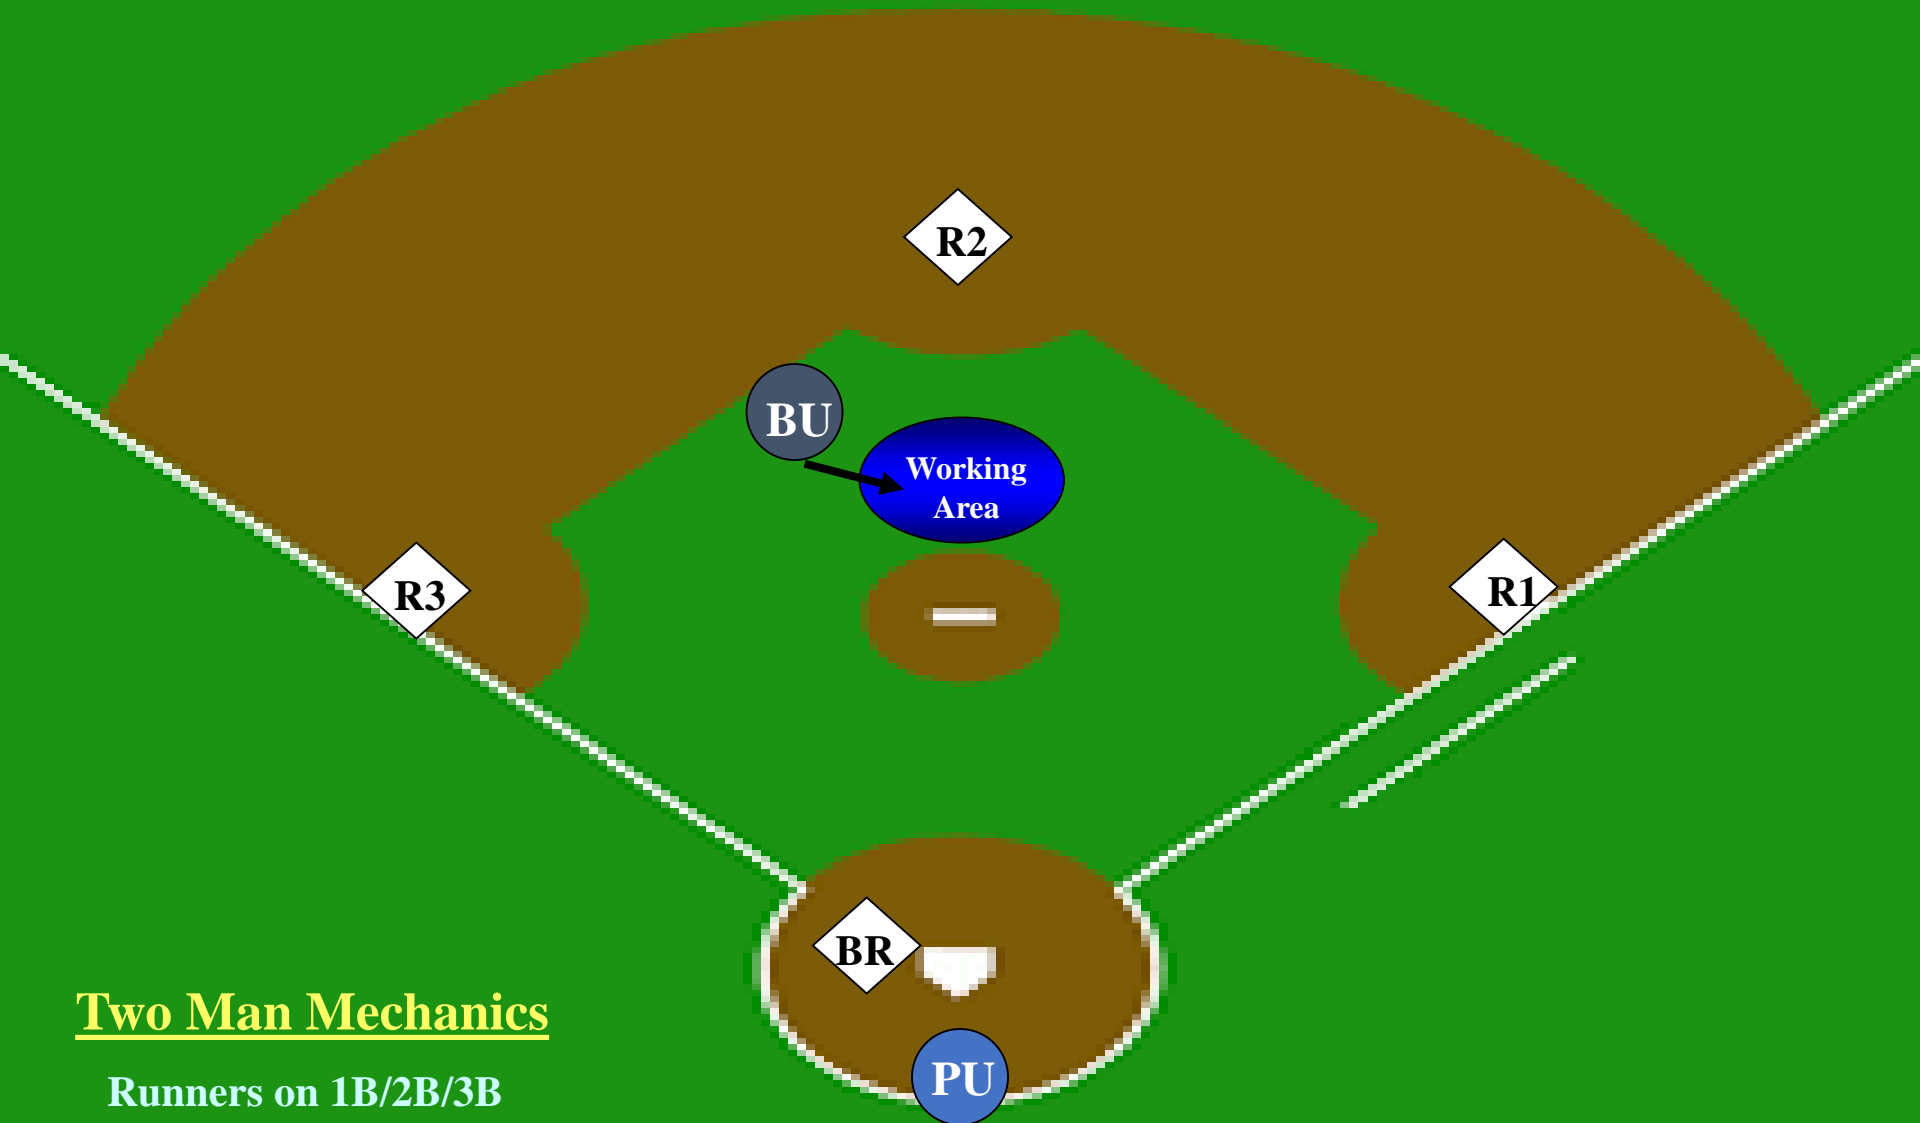 R2
BU
Working
Area
R3
R1
BR
Two Man Mechanics
PU
Runners on 1B/2B/3B